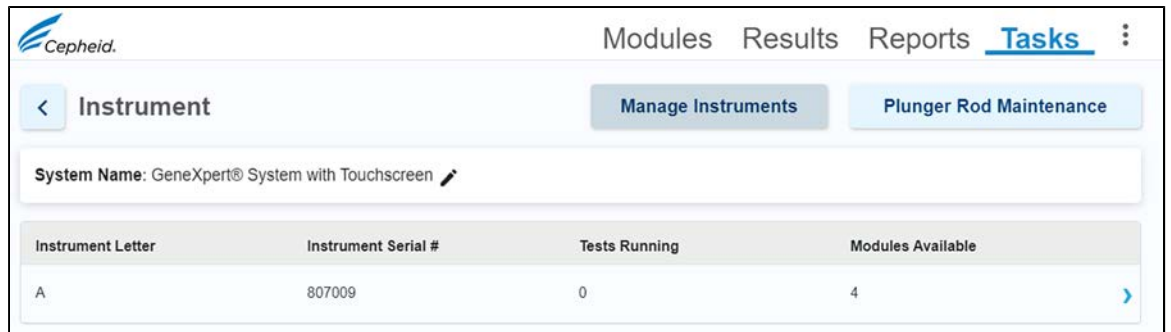 Cepheid.
Modules Results Reports Tasks
Instrument
Manage Instruments
Plunger Rod Maintenance
System Name: GeneXpert® System with Touchscreen
Instrument Letter Instrument Serial # Tests Running Modules Available
A 807009 0 4